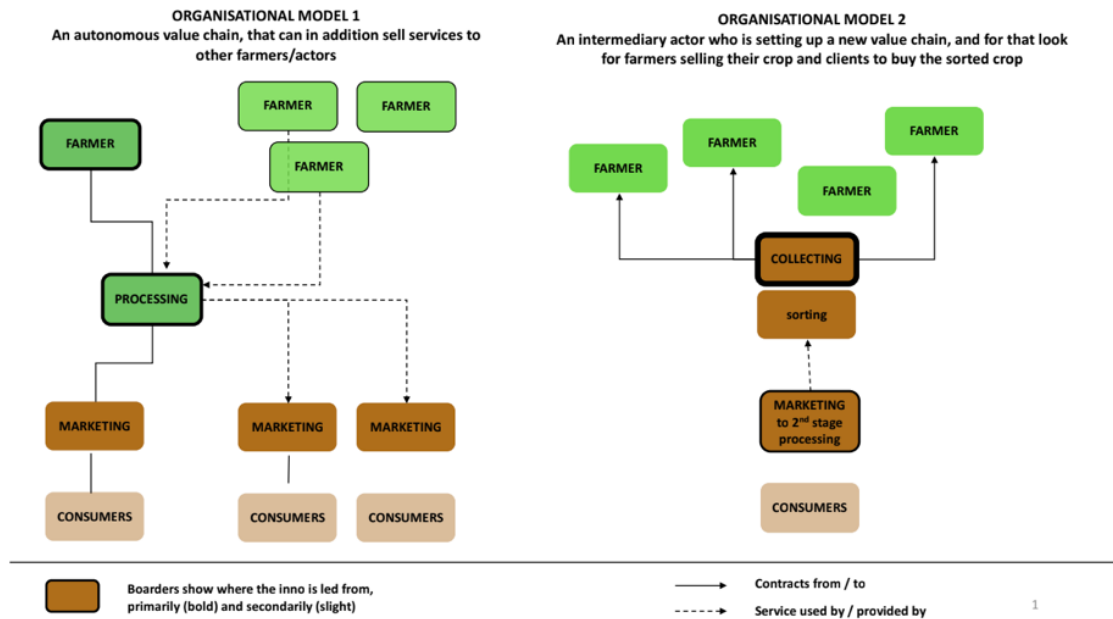 ORGANISATIONAL MODEL 1
An autonomous value chain, that can in addition sell services to
other farmers/actors
FARMER
FARMER
FARMER
FARMER
PROCESSING
MARKETING
MARKETING
MARKETING
CONSUMERS
CONSUMERS
CONSUMERS
ORGANISATIONAL MODEL 2
An intermediary actor who is setting up a new value chain, and for that look
for farmers selling their crop and clients to buy the sorted crop
FARMER
FARMER
FARMER
FARMER
COLLECTING
sorting
MARKETING
to 2nd stage
processing
CONSUMERS
Boarders show where the inno is led from,
primarily (bold) and secondarily (slight)
Contracts from / to
Service used by / provided by
1